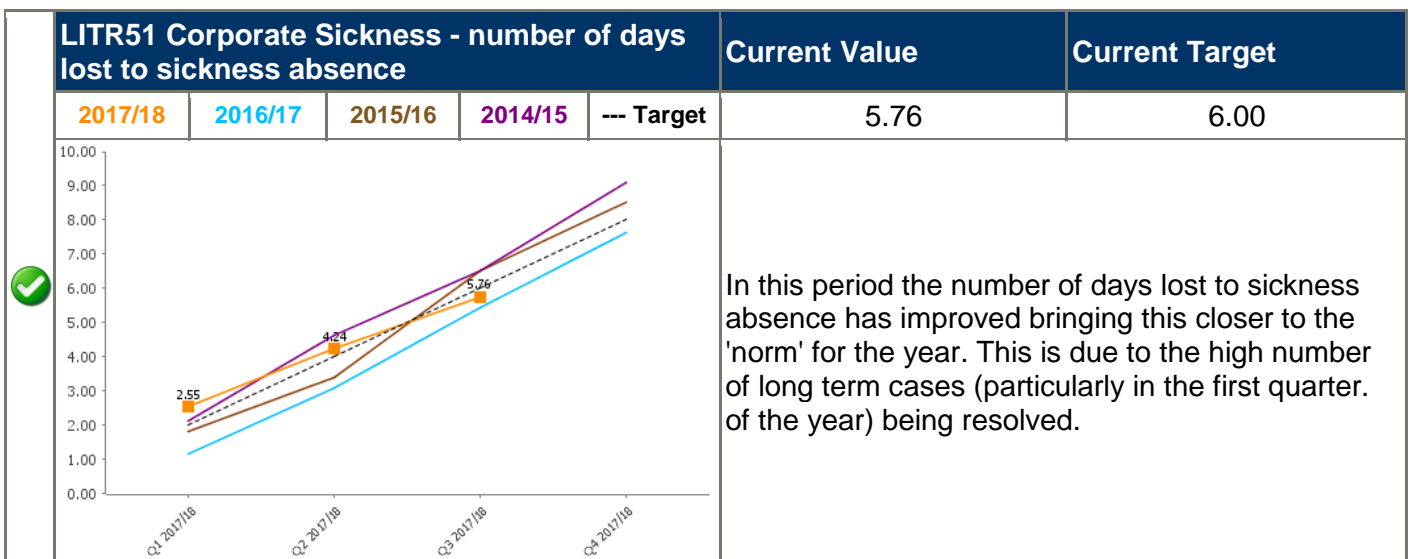 LITR51 Corporate Sickness - number of days
lost to sickness absence
Current Value
Current Target
2017/18
2016/17
2015/16
2014/15
--- Target
5.76
6.00
10.00
9.00
8.00
7.00
6.00
5.00
4.00
3.00
2.00
1.00
0.00
2.55
4.24
5.76
Q1 2017/18
Q2 2017/18
Q3 2017/18
Q4 2017/18
In this period the number of days lost to sickness
absence has improved bringing this closer to the
'norm' for the year. This is due to the high number
of long term cases (particularly in the first quarter.
of the year) being resolved.